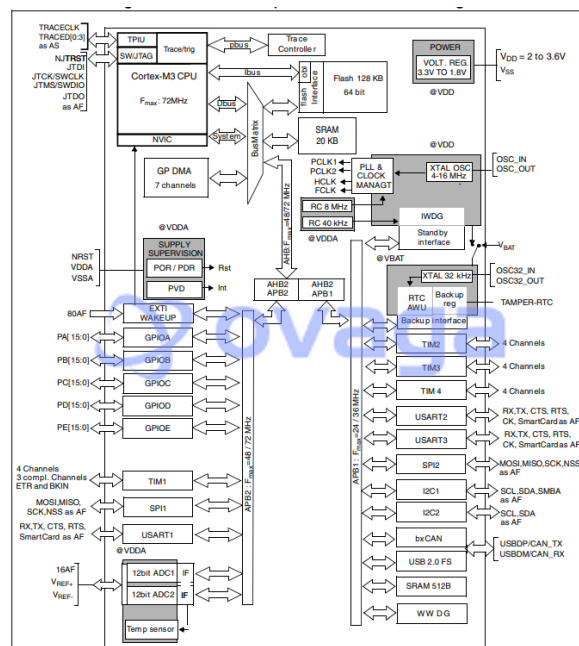 TRACECLK
TRACED[0:3]
as AS
NJTRST
JTDI
JTCK/SWCLK
JTMS/SWDIO
JTDO
as AF
TPIU
SW/JTAG
Trace/trig
Cortex-M3 CPU
Fmax: 72MHz
NVIC
pbus
Trace
Controller
Ibus
Dbus
System
BusMatrix
flash obl
Interface
Flash 128 KB
64 bit
SRAM
20 KB
POWER
VOLT. REG.
3.3V TO 1.8V
@VDD
VDD = 2 to 3.6V
VSS
GP DMA
7 channels
AHB:Fmax=48/72 MHz
@VDD
PCLK1
PCLK2
HCLK
FCLK
PLL &
CLOCK
MANAGT
XTAL OSC
4-16 MHz
OSC_IN
OSC_OUT
RC 8 MHz
RC 40 kHz
@VDDA
IWDG
Standby
interface
VBAT
@VDDA
SUPPLY
SUPERVISION
POR / PDR
Rst
PVD
Int
NRST
VDDA
VSSA
@VBAT
XTAL 32 kHz
OSC32_IN
OSC32_OUT
RTC
AWU
Backup
reg
TAMPER-RTC
Backup interface
AHB2
APB2
AHB2
APB1
80AF
EXTI
WAKEUP
PA[15:0]
GPIOA
PB[15:0]
GPIOB
PC[15:0]
GPIOC
PD[15:0]
GPIOD
PE[15:0]
GPIOE
ovaga
APB2 : Fmax=48 / 72 MHz
APB1 : Fmax=24 / 36 MHz
4 Channels
3 compl. Channels
ETR and BKIN
TIM1
MOSI,MISO,
SCK,NSS as AF
SPI1
RX,TX, CTS, RTS,
SmartCard as AF
USART1
@VDDA
16AF
VREF+
VREF-
12bit ADC1
IF
12bit ADC2
IF
Temp sensor
TIM2
4 Channels
TIM3
4 Channels
TIM 4
4 Channels
USART2
RX,TX, CTS, RTS,
CK, SmartCard as AF
USART3
RX,TX, CTS, RTS,
CK, SmartCard as AF
SPI2
MOSI,MISO,SCK,NSS
as AF
I2C1
SCL,SDA,SMBA
as AF
I2C2
SCL,SDA
as AF
bxCAN
USBDP/CAN_TX
USBDM/CAN_RX
USB 2.0 FS
SRAM 512B
WW DG